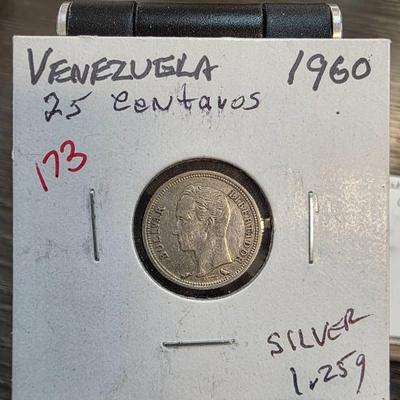 VENEZUELA 1960
25 centavos
173
BOLIVAR LIBERTADOR
SILVER
1.25g